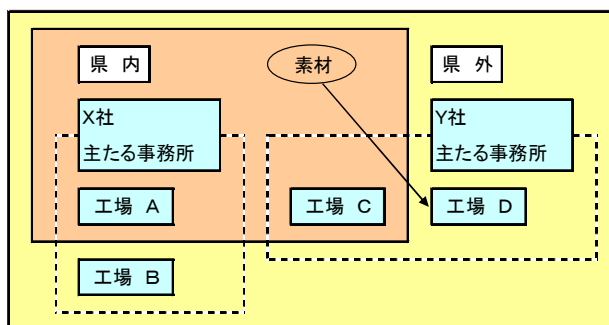 県 内
素材
県 外
X社
主たる事務所
Y社
主たる事務所
工場 A
工場 C
工場 D
工場 B